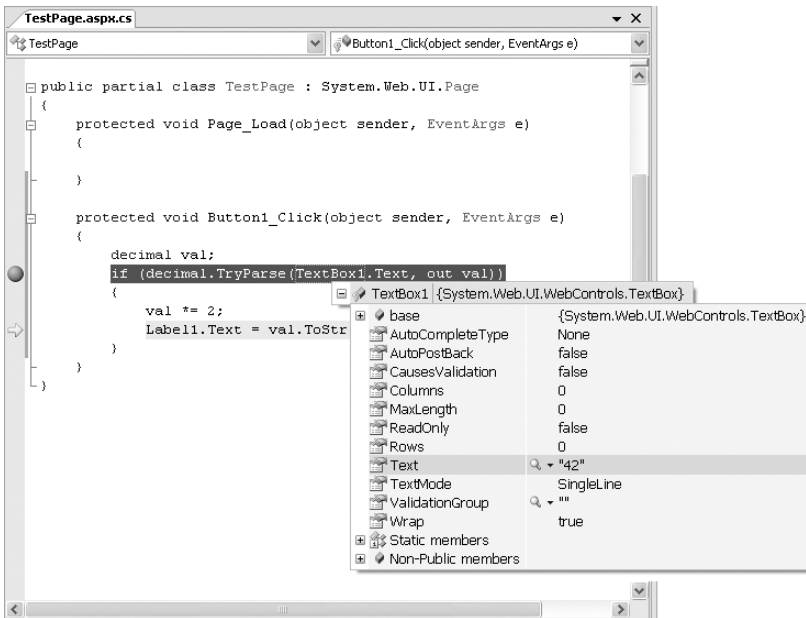 TestPage.aspx.cs
TestPage
Button1_Click(object sender, EventArgs e)
public partial class TestPage : System.Web.UI.Page
{
protected void Page_Load(object sender, EventArgs e)
{
}
protected void Button1_Click(object sender, EventArgs e)
{
decimal val;
if (decimal.TryParse(TextBox1.Text, out val))
{
TextBox1 {System.Web.UI.WebControls.TextBox}
val *= 2;
base {System.Web.UI.WebControls.TextBox}
Label1.Text = val.ToStr
AutoCompleteType None
}
AutoPostBack false
}
CausesValidation false
}
Columns 0
MaxLength 0
ReadOnly false
Rows 0
Text "42"
TextMode SingleLine
ValidationGroup ""
Wrap true
Static members
Non-Public members